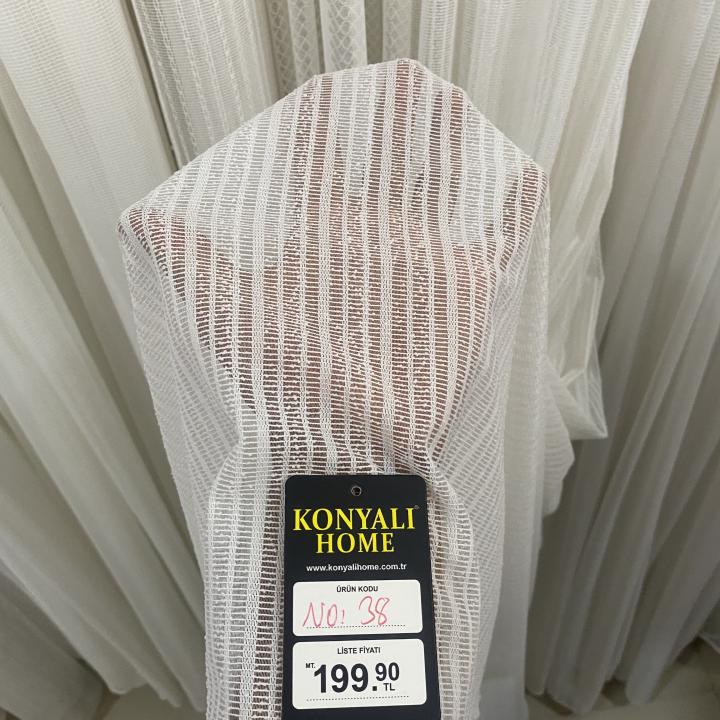 KONYALI
HOME
www.konyalihome.com.tr
ÜRÜN KODU
NO: 38
LİSTE FİYATI
MT. 199.90 TL